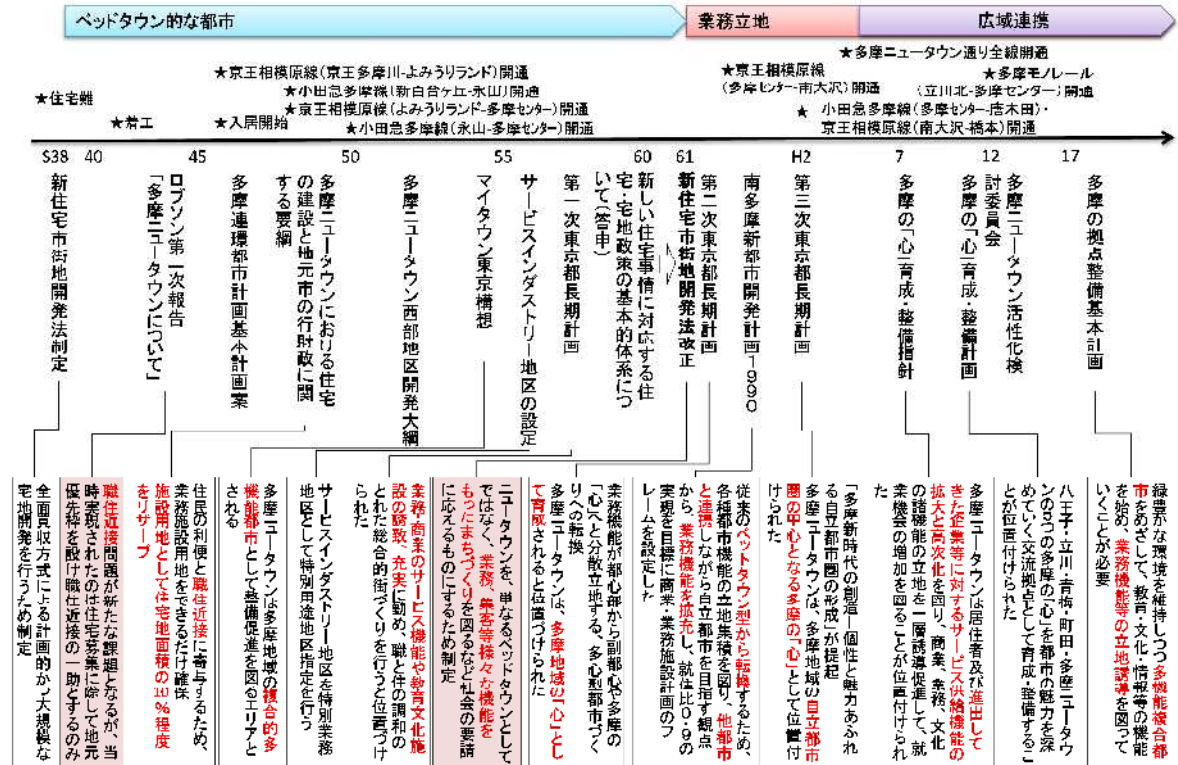 ベッドタウン的な都市
業務立地
広域連携
★住宅難
★着工
★入居開始
★京王相模原線(京王多摩川-よみうりランド)開通
★小田急多摩線(新百合ヶ丘-永山)開通
★京王相模原線(よみうりランド-多摩センター)開通
★小田急多摩線(永山-多摩センター)開通
★京王相模原線
(多摩センター-南大沢)開通
★多摩ニュータウン通り全線開通
★多摩モノレール
(立川北-多摩センター)開通
★ 小田急多摩線(多摩センター-唐木田)・
京王相模原線(南大沢-橋本)開通
S38 40 45 50 55 60 61 H2 7 12 17
新住宅市街地開発法制定
ロブソン第一次報告
「多摩ニュータウンについて」
多摩連環都市計画基本計画案
多摩ニュータウンにおける住宅
の建設と地元市の行財政に関
する要綱
多摩ニュータウン西部地区開発大綱
マイタウン東京構想
サービスインダストリー地区の設定
第一次東京都長期計画
新しい住宅事情に対応する住
宅・宅地政策の基本的体系につ
いて(答申)
新住宅市街地開発法改正
第二次東京都長期計画
南多摩新都市開発1990
第三次東京都長期計画
多摩の「心」育成・整備指針
多摩の「心」育成・整備計画
多摩ニュータウン活性化検
討委員会
多摩の拠点整備基本計画
全面買収方式による計画的かつ大規模な
宅地開発を行うため制定
職住近接問題が新たな課題となるが、当
時実現されたのは住宅募集に際して地元
優先枠を設け職住近接の一助とするのみ
住民の利便と職住近接に寄与するため、
業務施設用地をできるだけ確保
施設用地として住宅地面積の10%程度
をリザーブ
多摩ニュータウンは多摩地域の複合的多
機能都市として整備促進を図るエリアと
される
サービスインダストリー地区を特別業務
地区として特別用途地区指定を行う
業務・商業のサービス機能や教育文化施
設の誘致、充実に勤め、職と住の調和の
とれた総合的街づくりを行うと位置づけ
られた
ニュータウンを、単なるベッドタウンとして
ではなく、業務、集客等様々な機能を
もったまちづくりを図るなど社会の要請
に応えるものにするため制定
多摩ニュータウンは、多摩地域の「心」とし
て育成されると位置づけられた
業務機能が都心部から副都心や多摩の
「心」へと分散立地する、多心型都市づく
りへの転換
従来のベットタウン型から転換するため、
各種都市機能の立地集積を図り、他都市
と連携しながら自立都市を目指す観点
から、業務機能を拡充し、就住比0.9の
実現を目標に商業・業務施設計画のフ
レームを設定した
多摩ニュータウンは、多摩地域の自立都市
圏の中心となる多摩の「心」として位置付
けられた
「多摩新時代の創造―個性と魅力あふれ
る自立都市圏の形成」が提起
多摩ニュータウンは居住者及び進出して
きた企業等に対するサービス供給機能の
拡大と高次化を図り、商業、業務、文化
の諸機能の立地を一層誘導促進して、就
業機会の増加を図ることが位置付けられ
た
八王子・立川・青梅・町田・多摩ニュータウ
ンの5つの多摩の「心」を都市の魅力を深
めていく交流拠点として育成・整備するこ
とが位置付けられた
緑豊かな環境を維持しつつ多機能複合都
市をめざして、教育・文化・情報等の機能
を始め、業務機能等の立地誘導を図って
いくことが必要